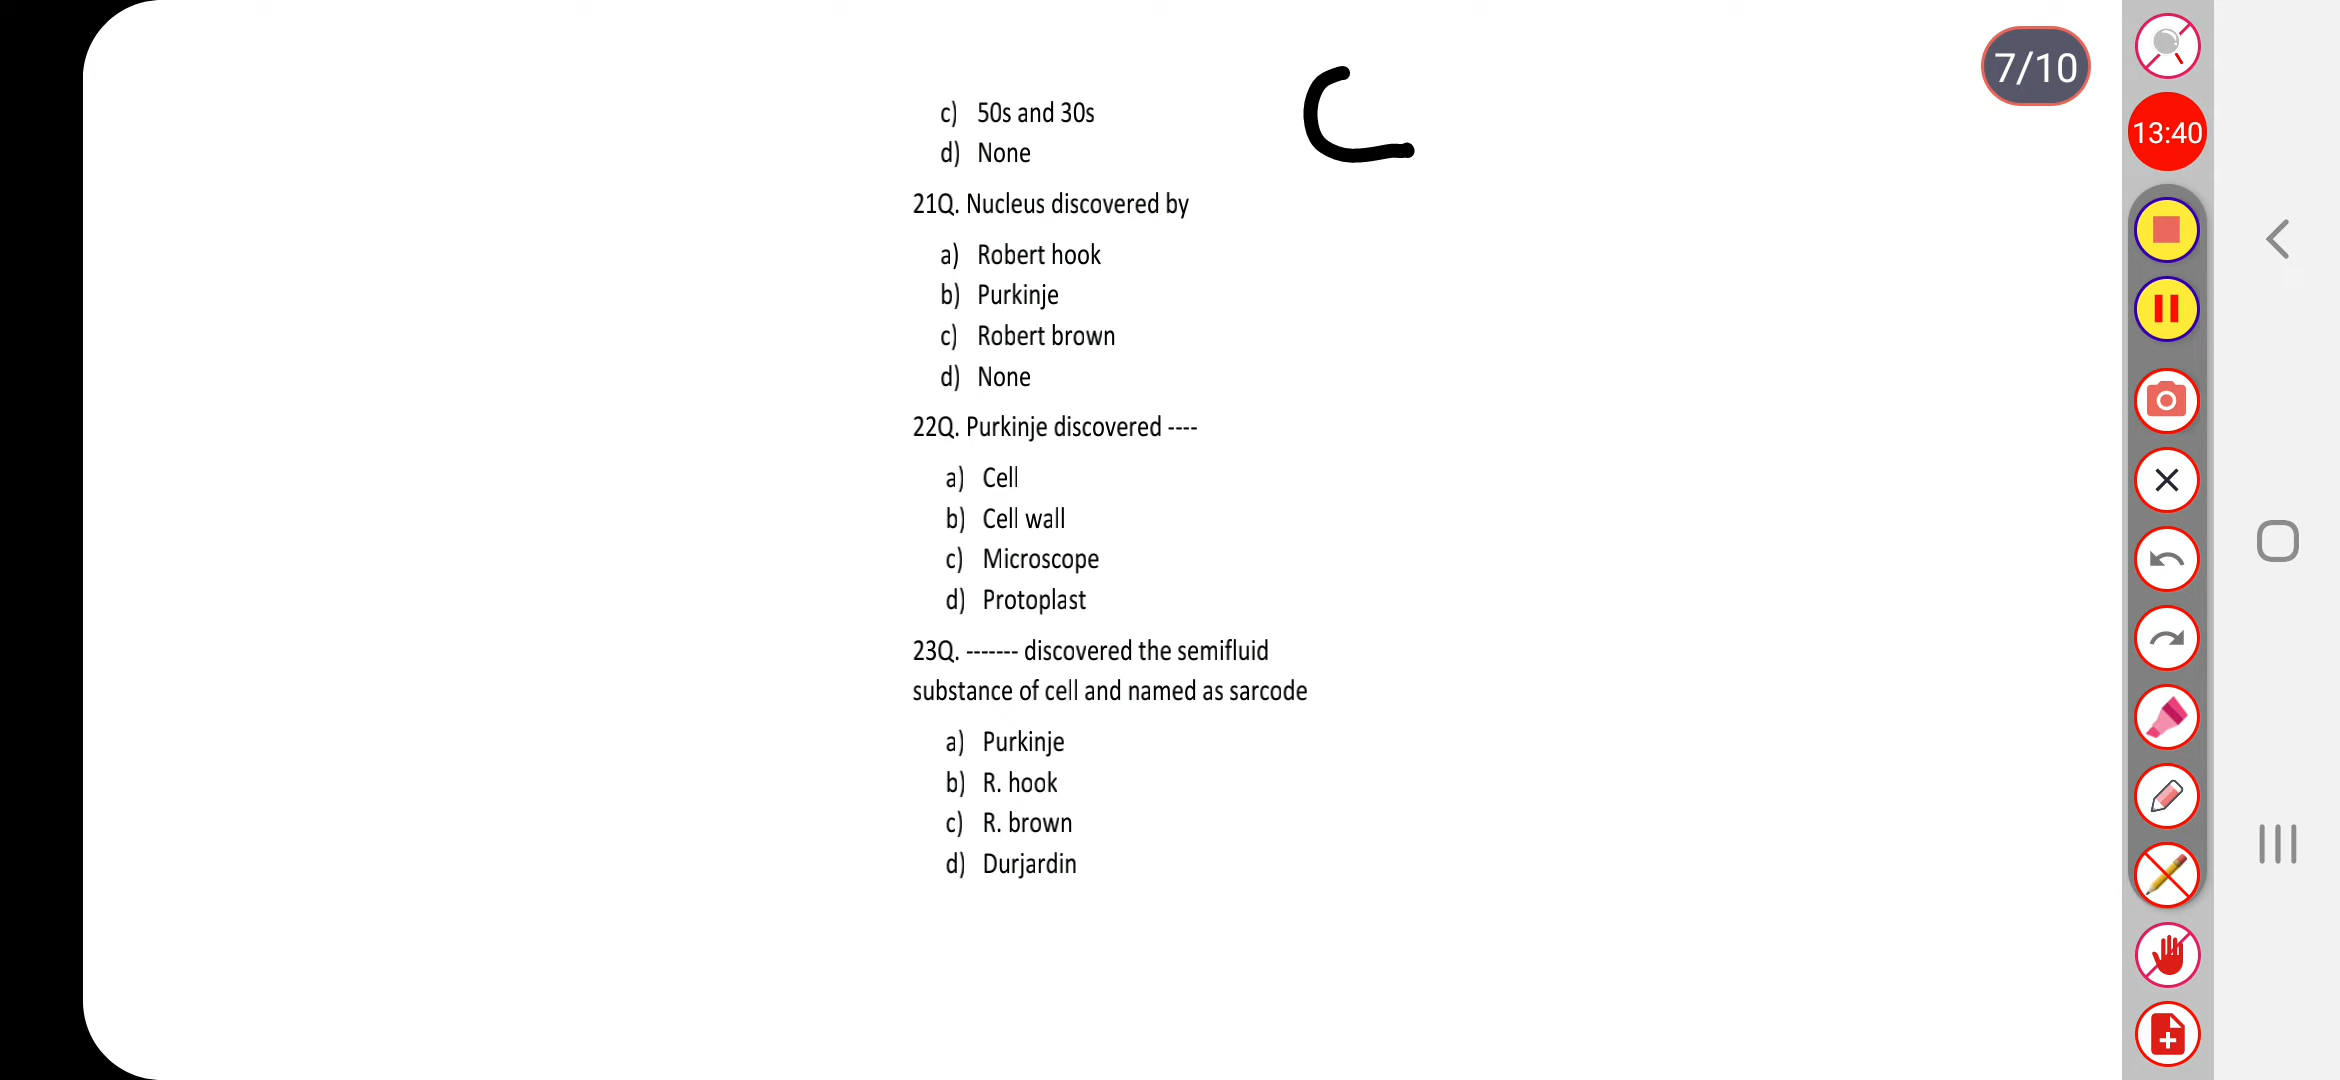 7/10
13:40
C
c) 50s and 30s
d) None
21Q. Nucleus discovered by
a) Robert hook
b) Purkinje
c) Robert brown
d) None
22Q. Purkinje discovered ----
a) Cell
b) Cell wall
c) Microscope
d) Protoplast
23Q. ------- discovered the semifluid
substance of cell and named as sarcode
a) Purkinje
b) R. hook
c) R. brown
d) Durjardin